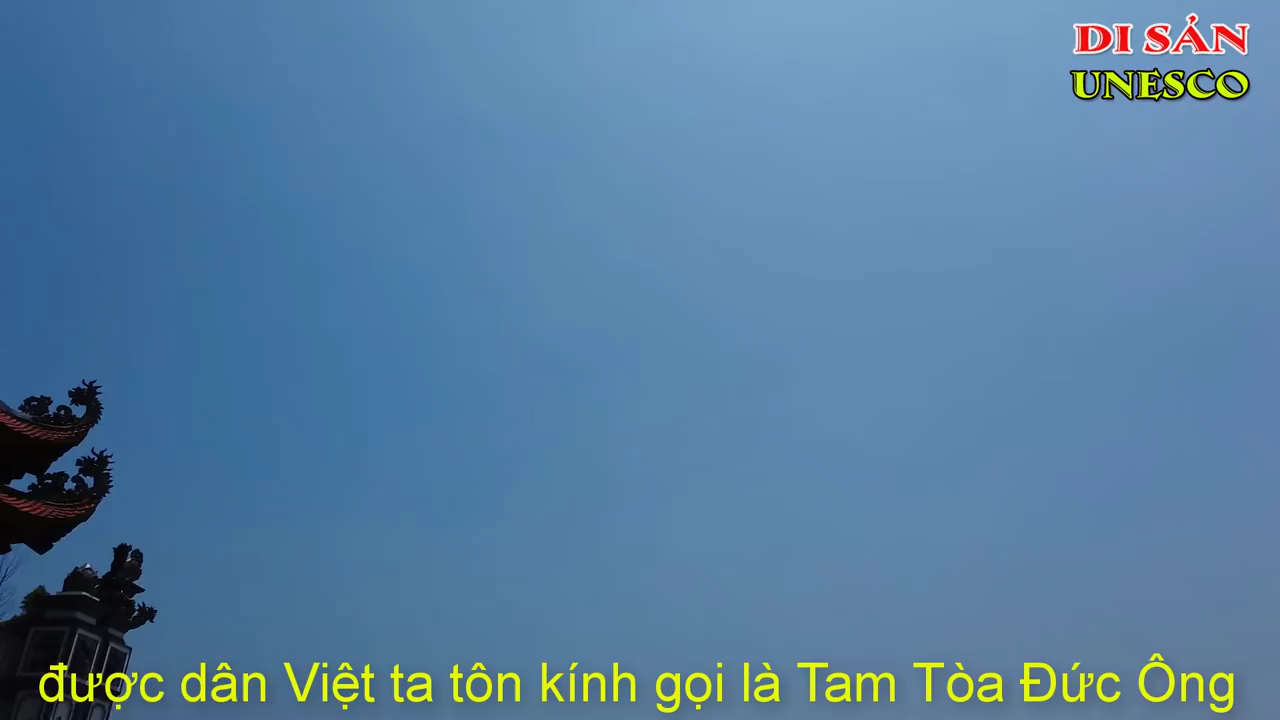 DI SẢN
UNESCO
được dân Việt ta tôn kính gọi là Tam Tòa Đức Ông